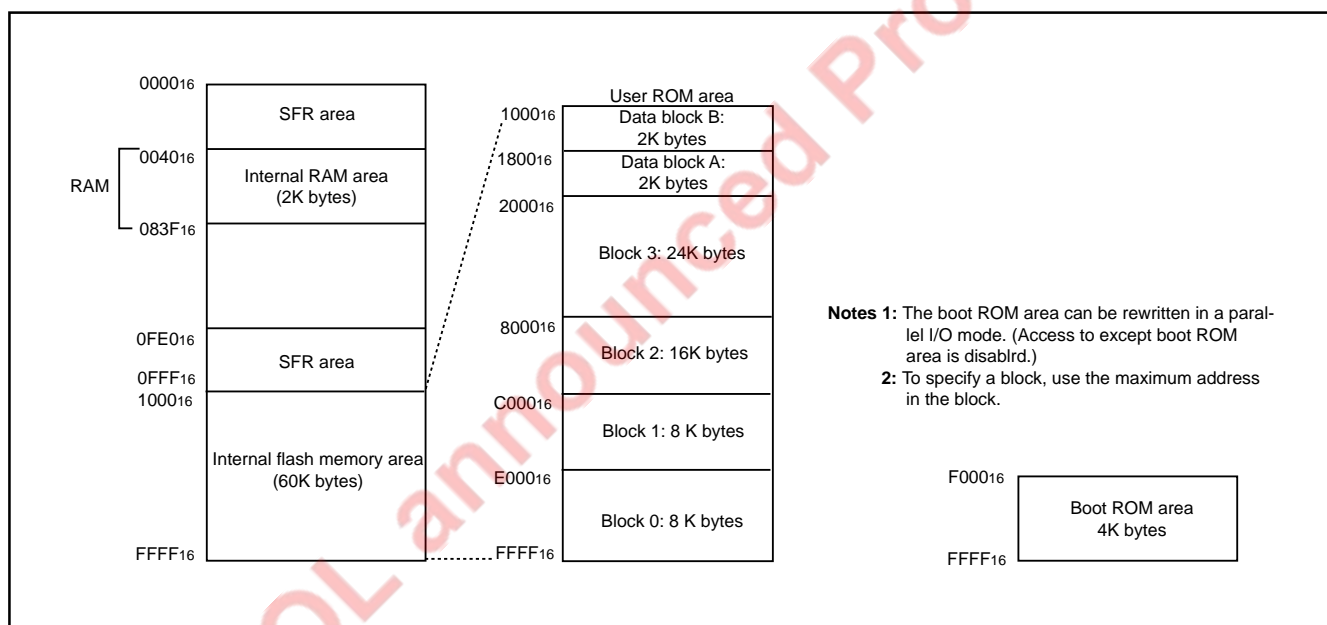 000016
SFR area
004016
RAM
Internal RAM area
(2K bytes)
083F16
0FE016
SFR area
0FFF16
100016
Internal flash memory area
(60K bytes)
FFFF16
User ROM area
100016
Data block B:
2K bytes
180016
Data block A:
2K bytes
200016
Block 3: 24K bytes
800016
Block 2: 16K bytes
C00016
Block 1: 8 K bytes
E00016
Block 0: 8 K bytes
FFFF16
Notes 1: The boot ROM area can be rewritten in a paral-
lel I/O mode. (Access to except boot ROM
area is disablrd.)
2: To specify a block, use the maximum address
in the block.
F00016
Boot ROM area
4K bytes
FFFF16
OL announced Pro